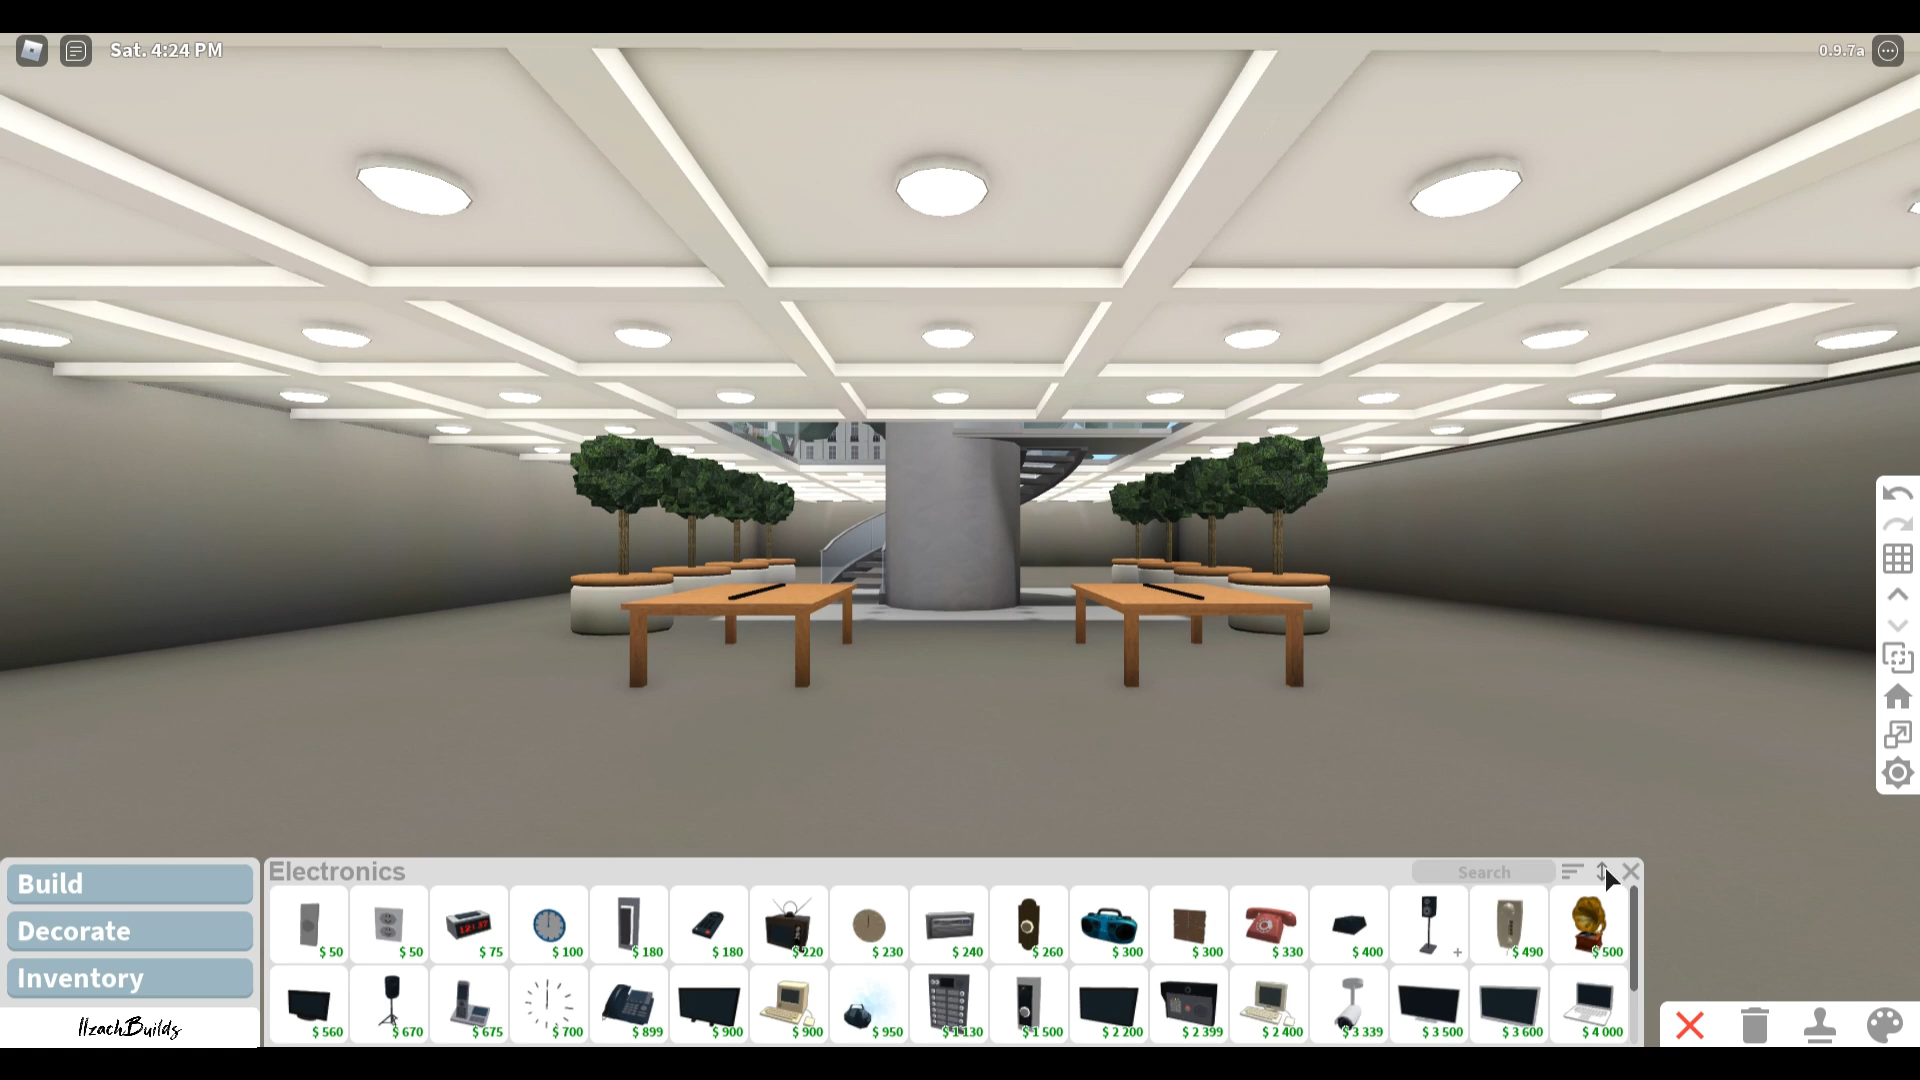 Sat. 4:24 PM
0.9.7a
Build
Decorate
Inventory
IIzachBuilds
Electronics
Search
$ 50
$ 50
$ 75
$ 100
$ 180
$ 180
$ 220
$ 230
$ 240
$ 260
$ 300
$ 300
$ 330
$ 400
+
$ 490
$ 500
$ 560
$ 670
$ 675
$ 700
$ 899
$ 900
$ 900
$ 950
$ 1 130
$ 1 500
$ 2 200
$ 2 399
$ 2 400
$ 3 339
$ 3 500
$ 3 600
$ 4 000